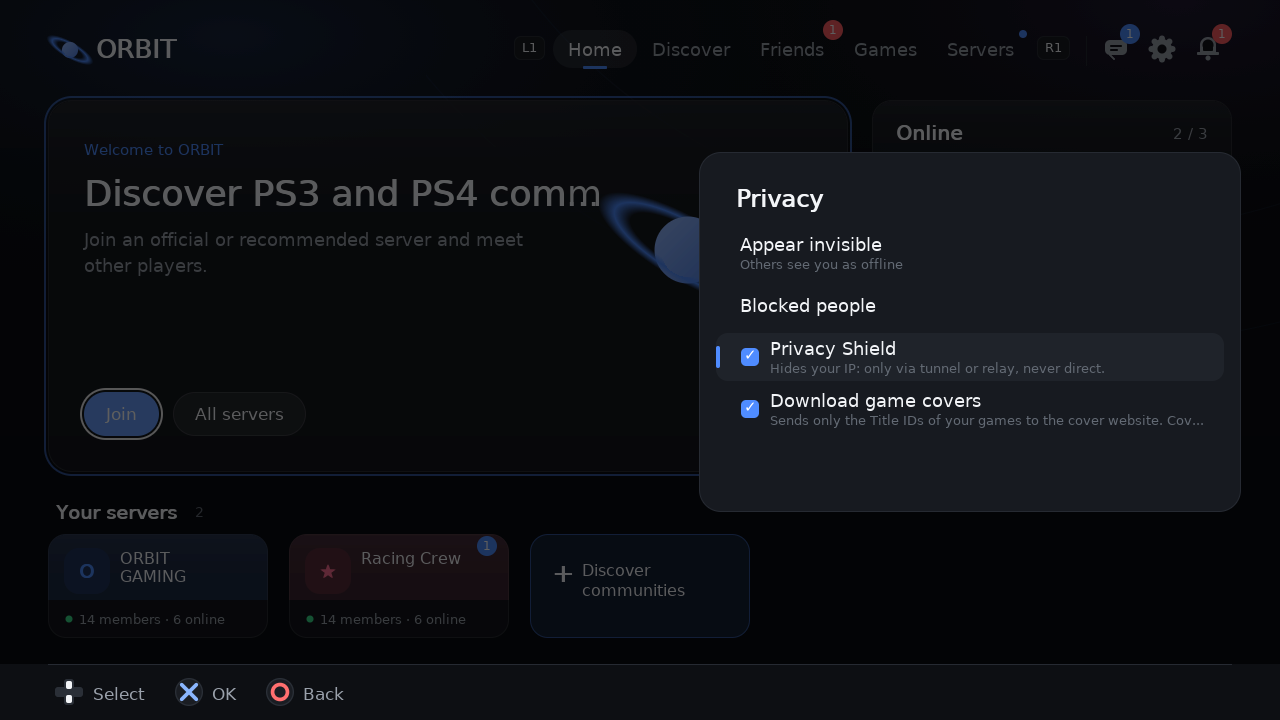 ORBIT
L1
Home
Discover
Friends
1
Games
Servers
R1
1
1
Welcome to ORBIT
Discover PS3 and PS4 comm
Join an official or recommended server and meet
other players.
Join
All servers
Online
2 / 3
Privacy
Appear invisible
Others see you as offline
Blocked people
Privacy Shield
Hides your IP: only via tunnel or relay, never direct.
Download game covers
Sends only the Title IDs of your games to the cover website. Cov...
Your servers
2
O
ORBIT
GAMING
14 members · 6 online
Racing Crew
1
14 members · 6 online
Discover
communities
Select
OK
Back